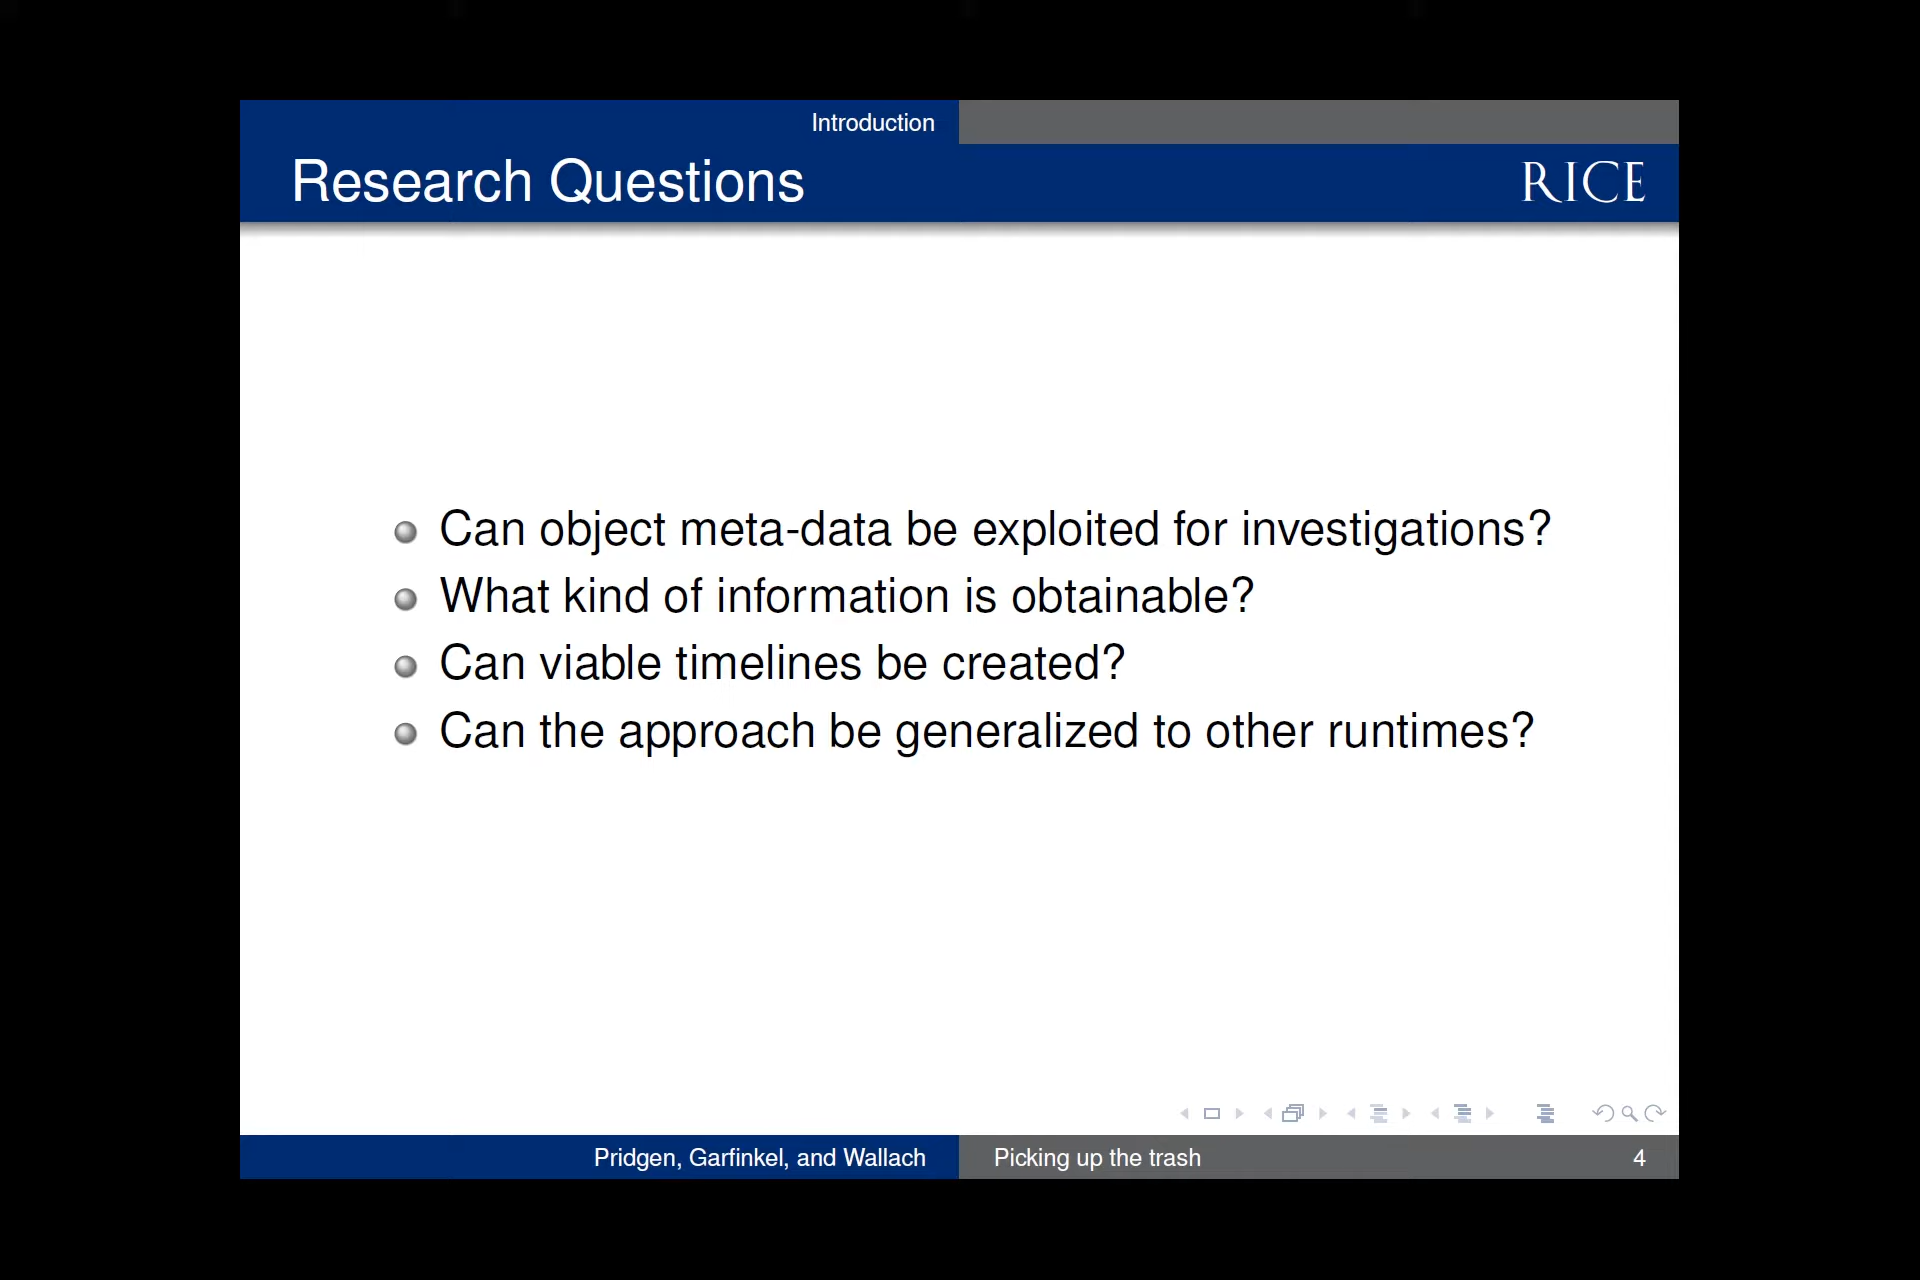 Introduction
Research Questions
RICE
Can object meta-data be exploited for investigations?
What kind of information is obtainable?
Can viable timelines be created?
Can the approach be generalized to other runtimes?
Pridgen, Garfinkel, and Wallach
Picking up the trash
4